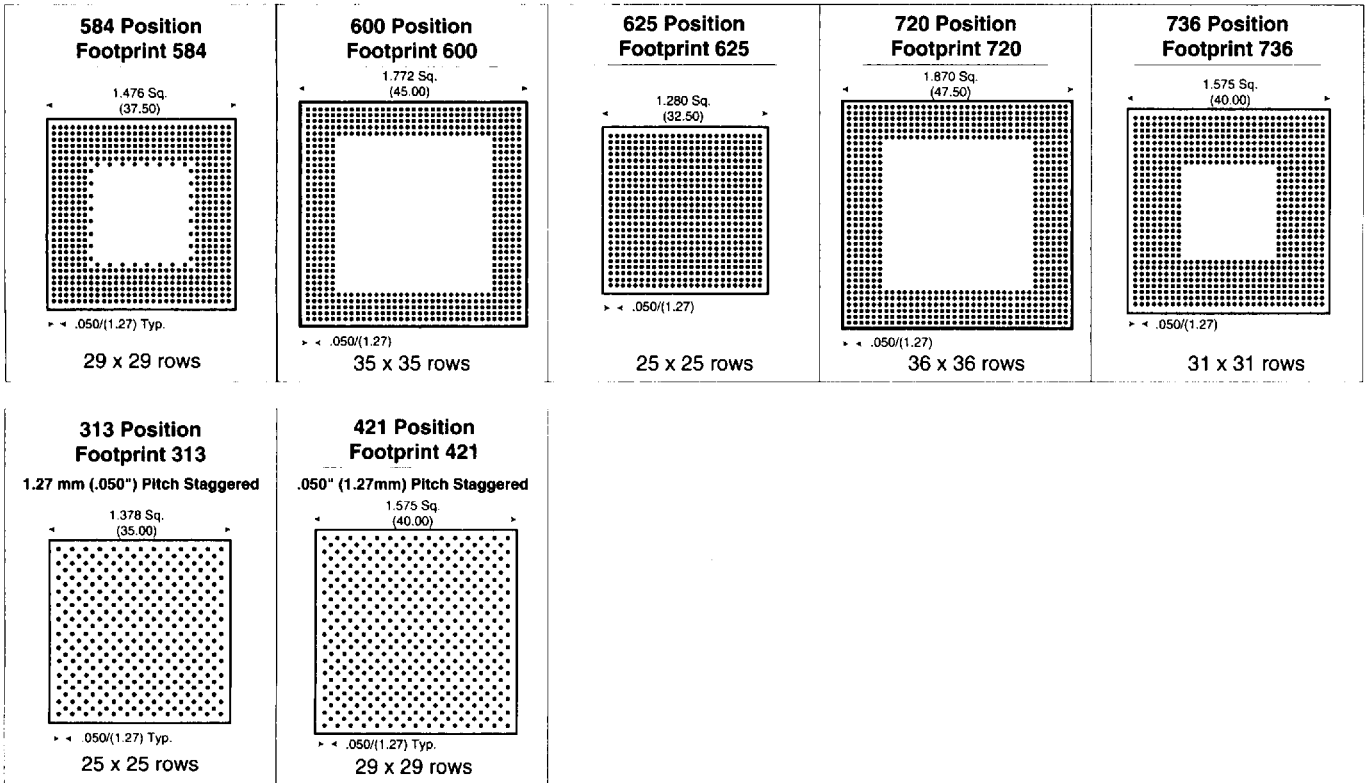 584 Position
Footprint 584
1.476 Sq.
(37.50)
.050/(1.27) Typ.
29 x 29 rows
600 Position
Footprint 600
1.772 Sq.
(45.00)
.050/(1.27)
35 x 35 rows
625 Position
Footprint 625
1.280 Sq.
(32.50)
.050/(1.27)
25 x 25 rows
720 Position
Footprint 720
1.870 Sq.
(47.50)
.050/(1.27)
36 x 36 rows
736 Position
Footprint 736
1.575 Sq.
(40.00)
.050/(1.27)
31 x 31 rows
313 Position
Footprint 313
1.27 mm (.050") Pitch Staggered
1.378 Sq.
(35.00)
.050/(1.27) Typ.
25 x 25 rows
421 Position
Footprint 421
.050" (1.27mm) Pitch Staggered
1.575 Sq.
(40.00)
.050/(1.27) Typ.
29 x 29 rows